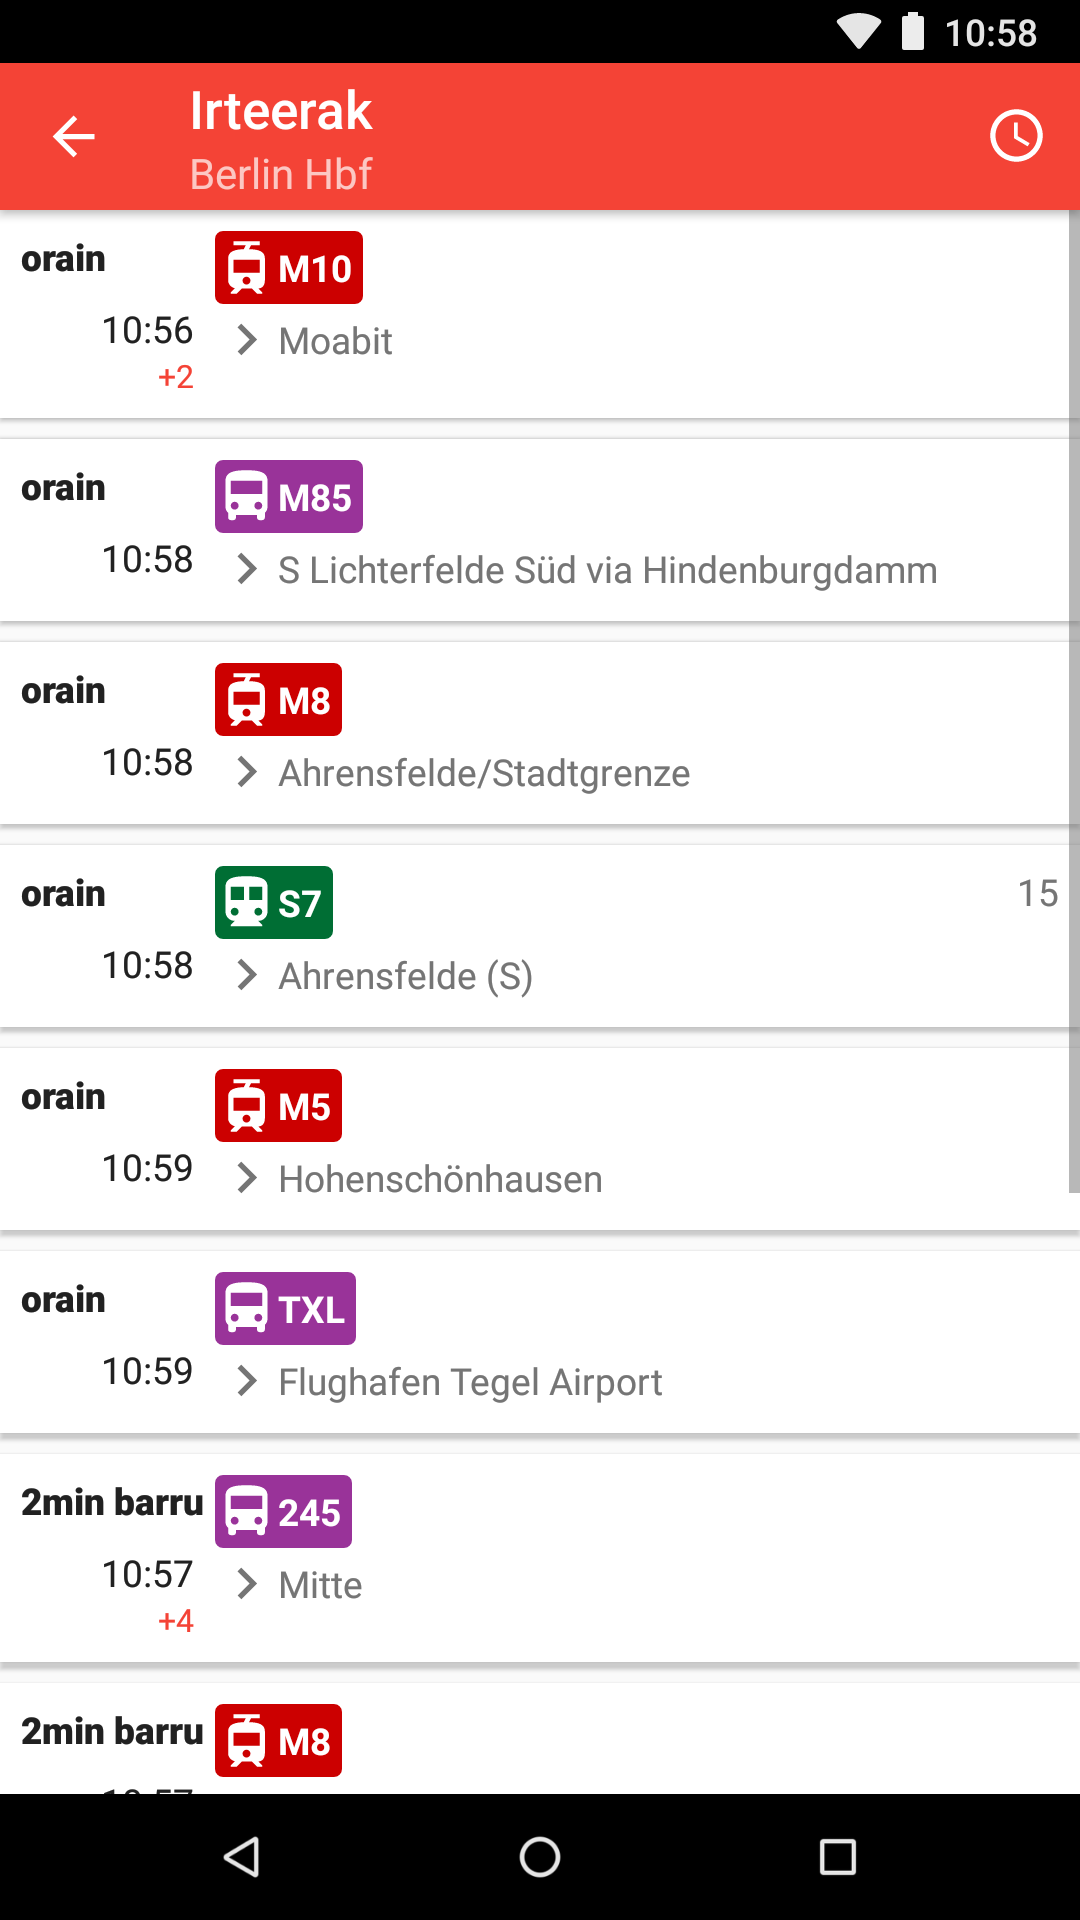 10:58
Irteerak
Berlin Hbf
orain M10
10:56 Moabit
+2
orain M85
10:58 S Lichterfelde Süd via Hindenburgdamm
orain M8
10:58 Ahrensfelde/Stadtgrenze
orain S7 15
10:58 Ahrensfelde (S)
orain M5
10:59 Hohenschönhausen
orain TXL
10:59 Flughafen Tegel Airport
2min barru 245
10:57 Mitte
+4
2min barru M8